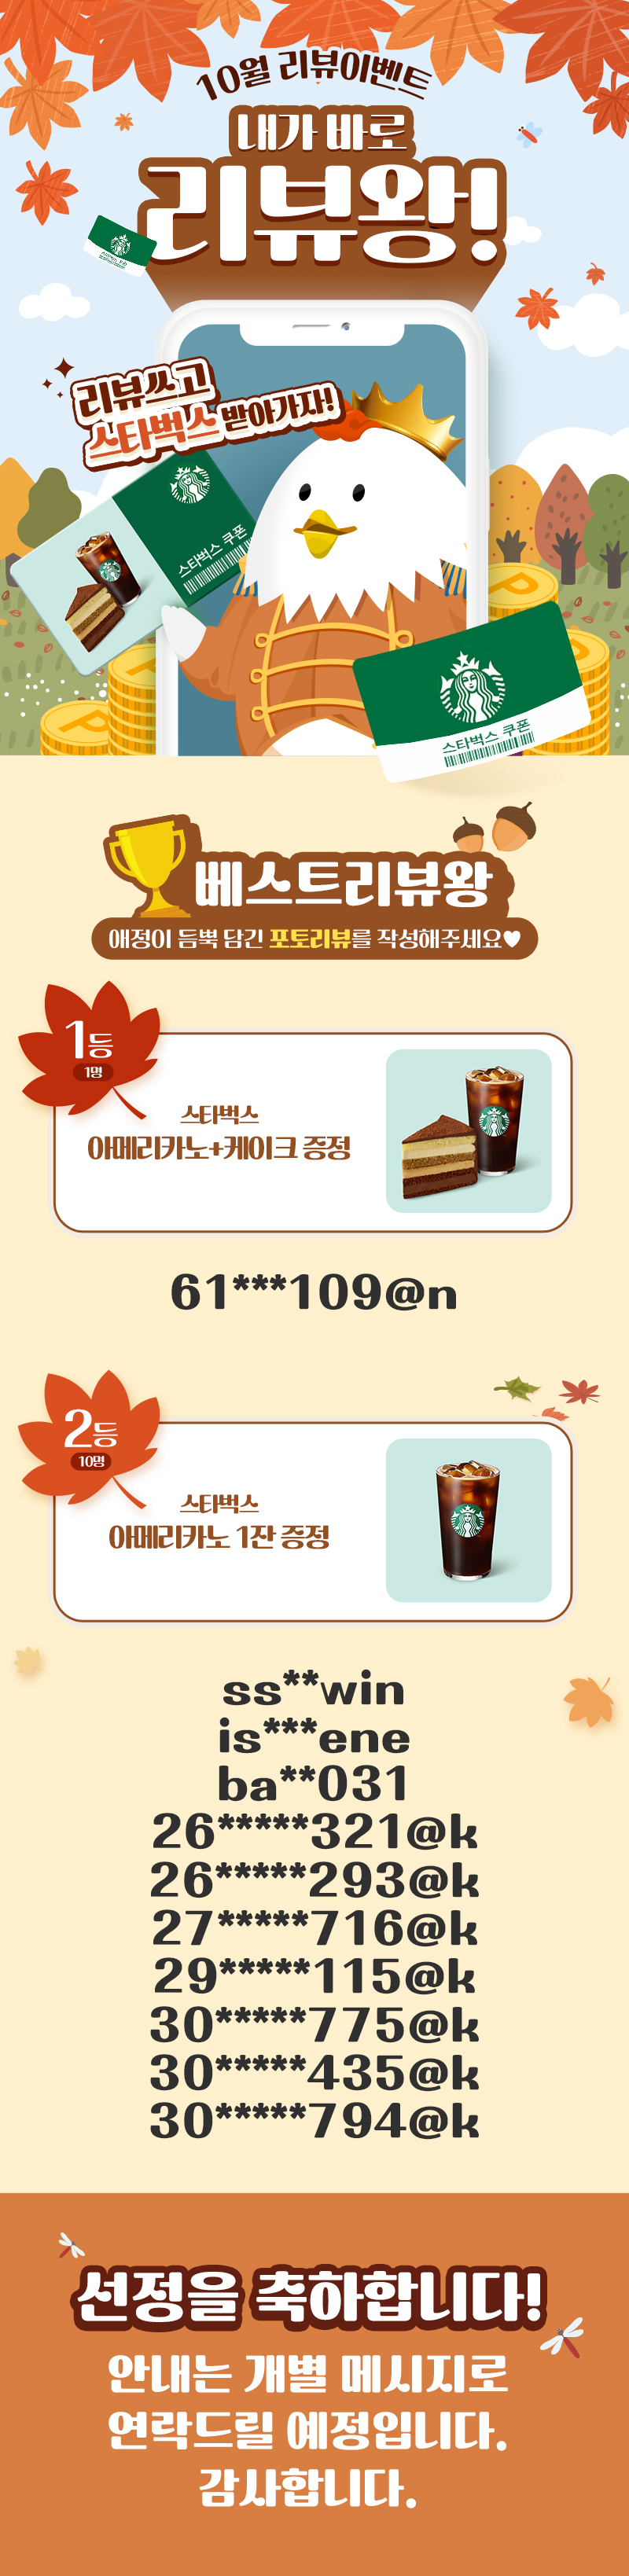 10월 리뷰이벤트
내가 바로
리뷰왕!
리뷰쓰고
스타벅스 받아가자!
스타벅스 쿠폰
스타벅스 쿠폰
베스트리뷰왕
애정이 듬뿍 담긴 포토리뷰를 작성해주세요♥
1등
1명
스타벅스
아메리카노+케이크 증정
61***109@n
2등
10명
스타벅스
아메리카노 1잔 증정
ss**win
is***ene
ba**031
26*****321@k
26*****293@k
27*****716@k
29*****115@k
30*****775@k
30*****435@k
30*****794@k
선정을 축하합니다!
안내는 개별 메시지로
연락드릴 예정입니다.
감사합니다.